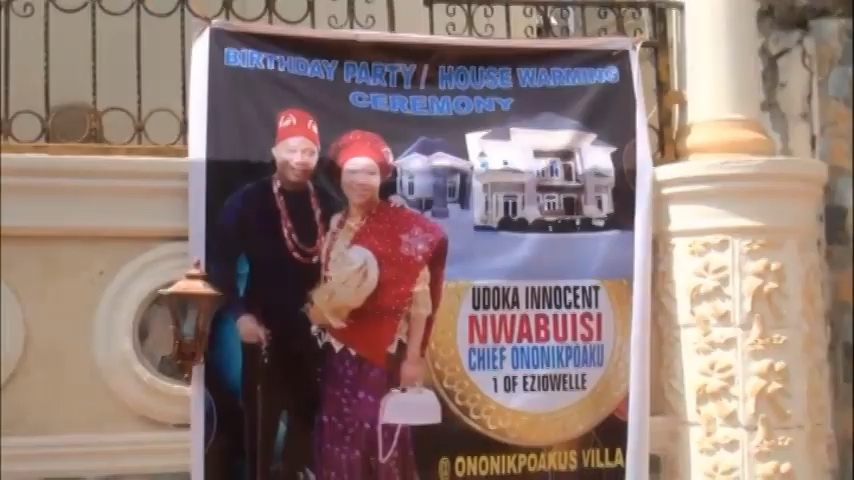 BIRTHDAY PARTY / HOUSE WARMING
CEREMONY
UDOKA INNOCENT
NWABUISI
CHIEF ONONIKPOAKU
1 OF EZIOWELLE
@ ONONIKPOAKUS VILLA